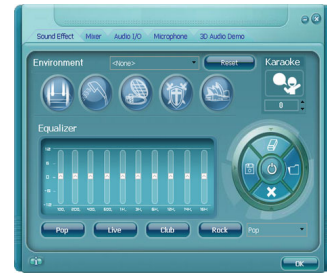 Sound Effect Mixer Audio I/O Microphone 3D Audio Demo
Environment <None> Reset Karaoke
0
Equalizer
Pop Live Club Rock Pop
OK